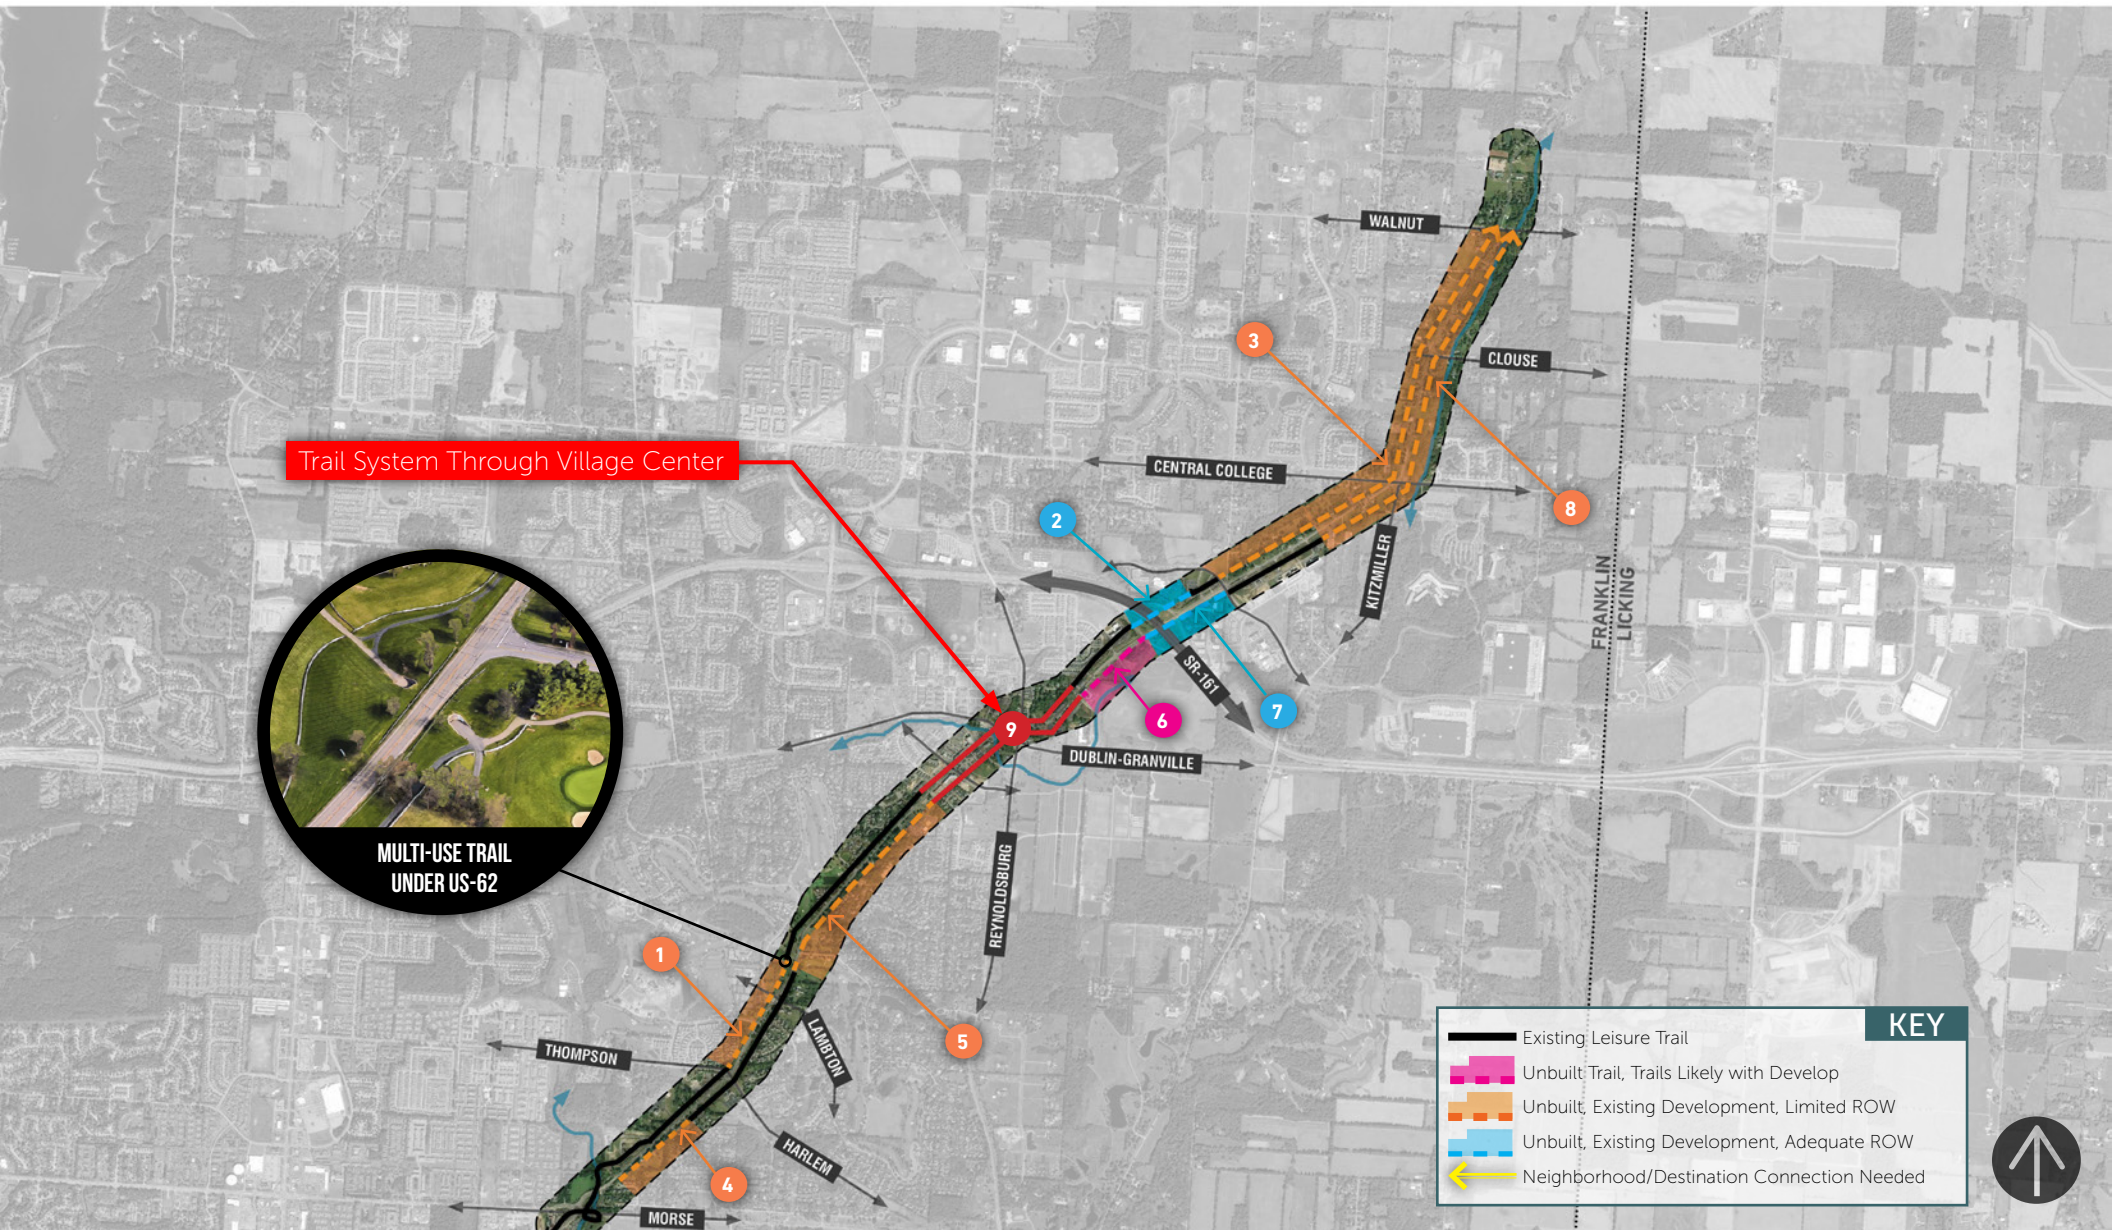 WALNUT
3
CLOUSE
Trail System Through Village Center
CENTRAL COLLEGE
8
2
KITZMILLER
FRANKLIN
LICKING
SR-161
6
7
9
DUBLIN-GRANVILLE
MULTI-USE TRAIL
UNDER US-62
REYNOLDSBURG
1
5
LAMBTON
THOMPSON
HARLEM
4
MORSE
KEY
Existing Leisure Trail
Unbuilt Trail, Trails Likely with Develop
Unbuilt, Existing Development, Limited ROW
Unbuilt, Existing Development, Adequate ROW
Neighborhood/Destination Connection Needed